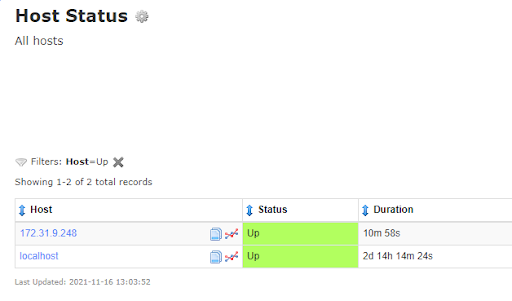 Host Status
All hosts
Filters: Host=Up
Showing 1-2 of 2 total records
Host Status Duration
172.31.9.248 Up 10m 58s
localhost Up 2d 14h 14m 24s
Last Updated: 2021-11-16 13:03:52